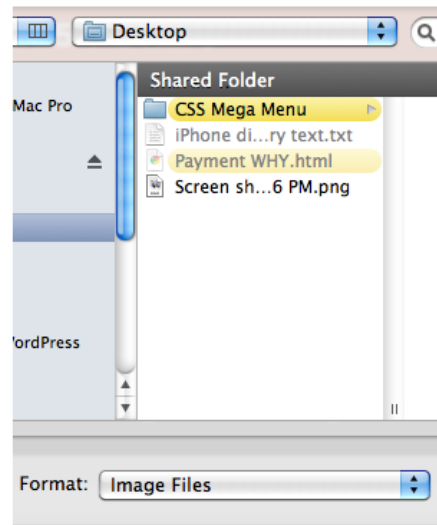 Desktop
Shared Folder
Mac Pro
CSS Mega Menu
iPhone di...ry text.txt
Payment WHY.html
Screen sh...6 PM.png
ordPress
Format: Image Files